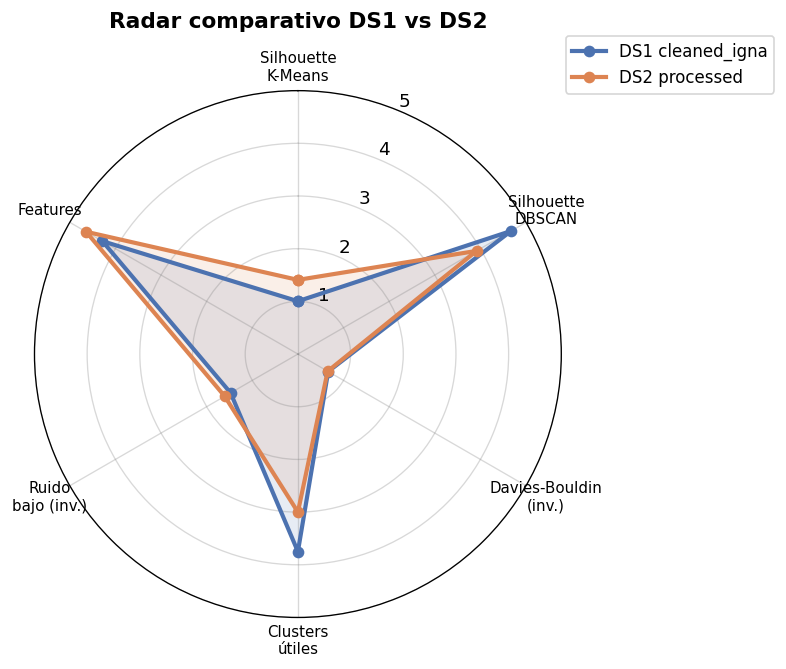 Radar comparativo DS1 vs DS2
DS1 cleaned_igna
DS2 processed
Silhouette
K-Means
5
4
3
2
1
Silhouette
DBSCAN
Features
Ruido
bajo (inv.)
Davies-Bouldin
(inv.)
Clusters
útiles